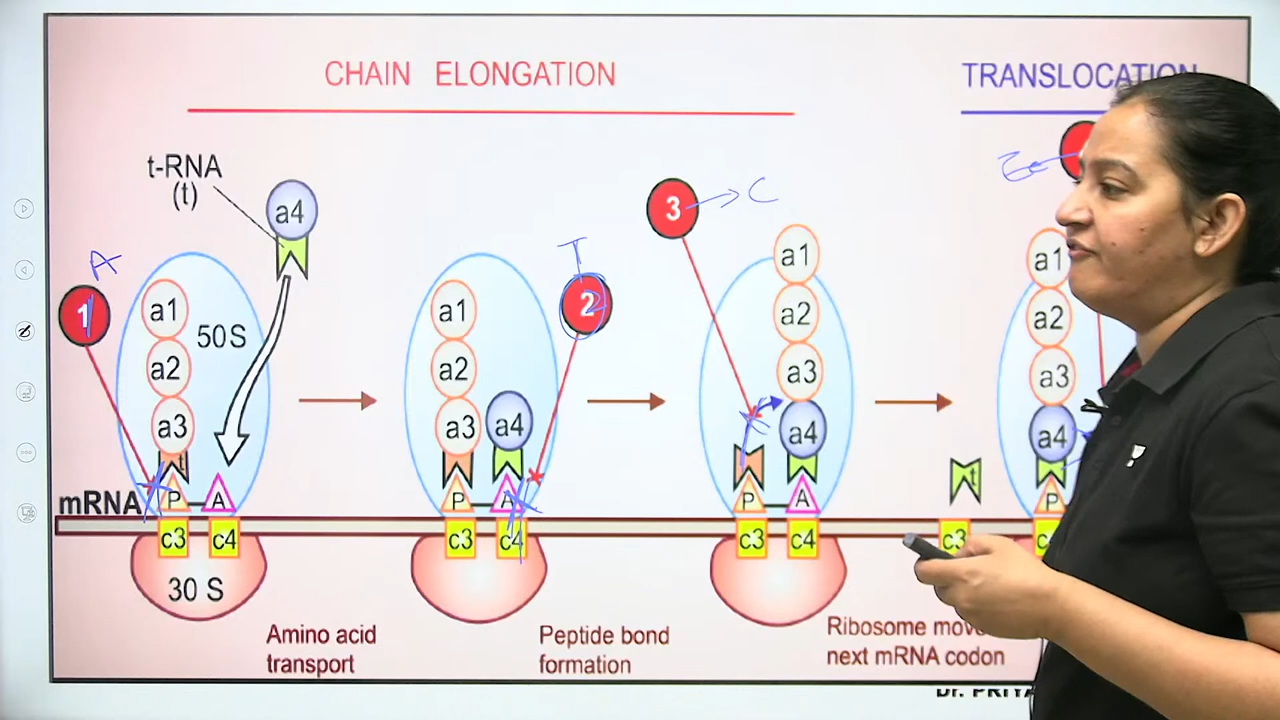 CHAIN ELONGATION
TRANSLOCATION
t-RNA
(t)
a4
A
1
a1
a2
a3
50S
t
P
A
mRNA
c3
c4
30 S
Amino acid
transport
a1
a2
a3
a4
T
2
P
A
c3
c4
Peptide bond
formation
3
C
a1
a2
a3
a4
P
A
c3
c4
Ribosome
next mRNA codon
t
c3
a1
a2
a3
a4
P